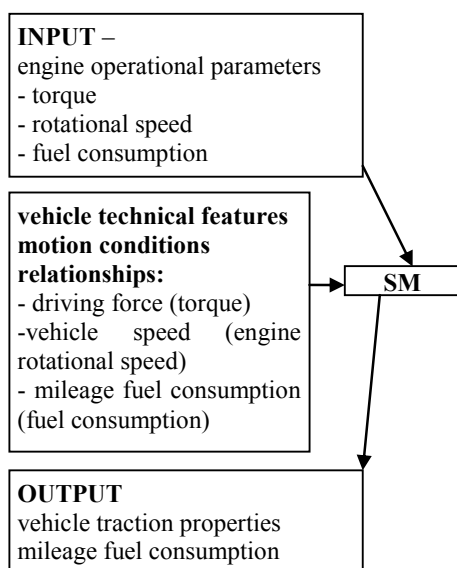 INPUT –
engine operational parameters
- torque
- rotational speed
- fuel consumption
vehicle technical features
motion conditions
relationships:
- driving force (torque)
-vehicle speed (engine
rotational speed)
- mileage fuel consumption
(fuel consumption)
SM
OUTPUT
vehicle traction properties
mileage fuel consumption